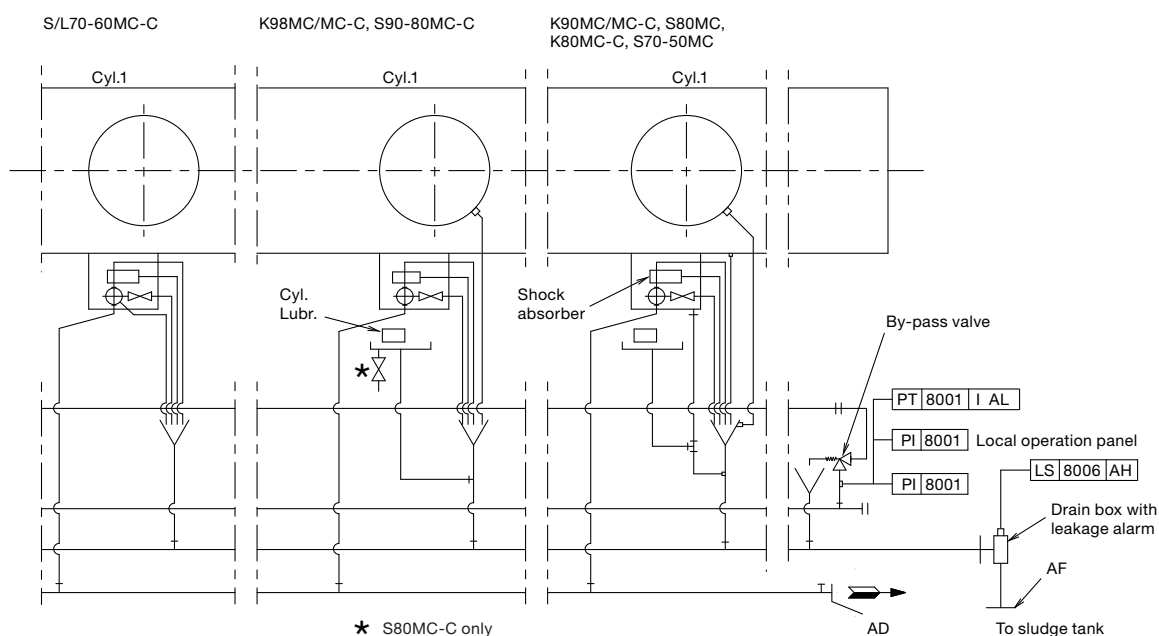 S/L70-60MC-C
K98MC/MC-C, S90-80MC-C
K90MC/MC-C, S80MC,
K80MC-C, S70-50MC
Cyl.1
Cyl.1
Cyl.1
Cyl.
Lubr.
Shock
absorber
By-pass valve
*
PT 8001 I AL
PI 8001 Local operation panel
LS 8006 AH
PI 8001
Drain box with
leakage alarm
AF
AD
To sludge tank
* S80MC-C only